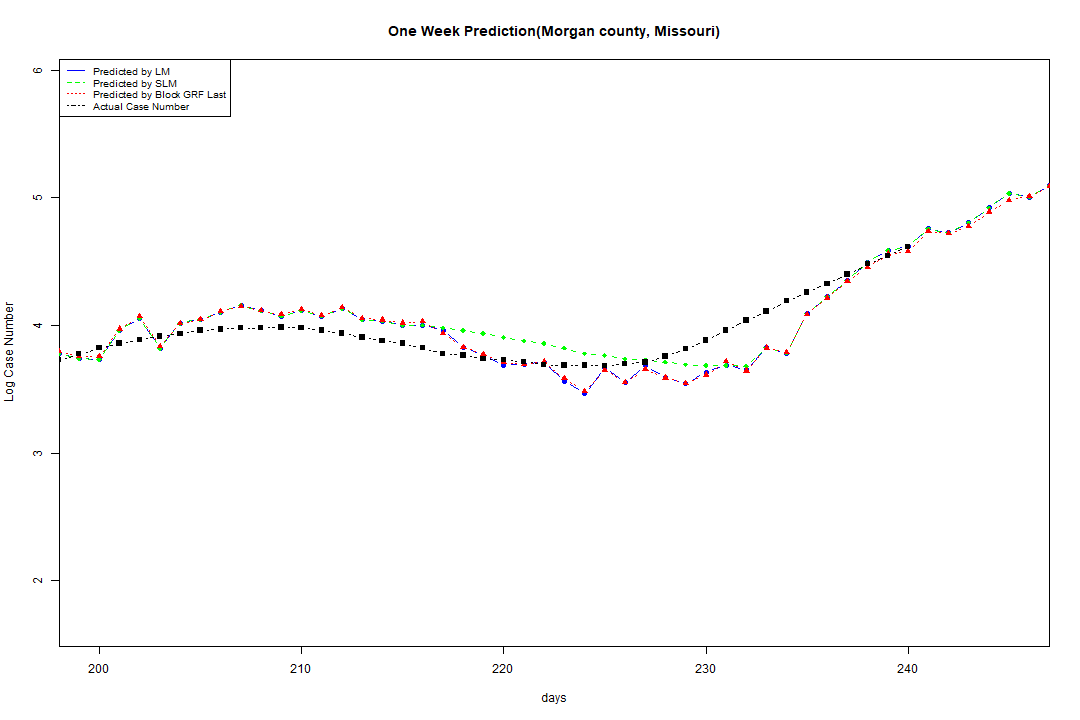 One Week Prediction(Morgan county, Missouri)
Predicted by LM
Predicted by SLM
Predicted by Block GRF Last
Actual Case Number
6
5
4
3
2
Log Case Number
200 210 220 230 240
days